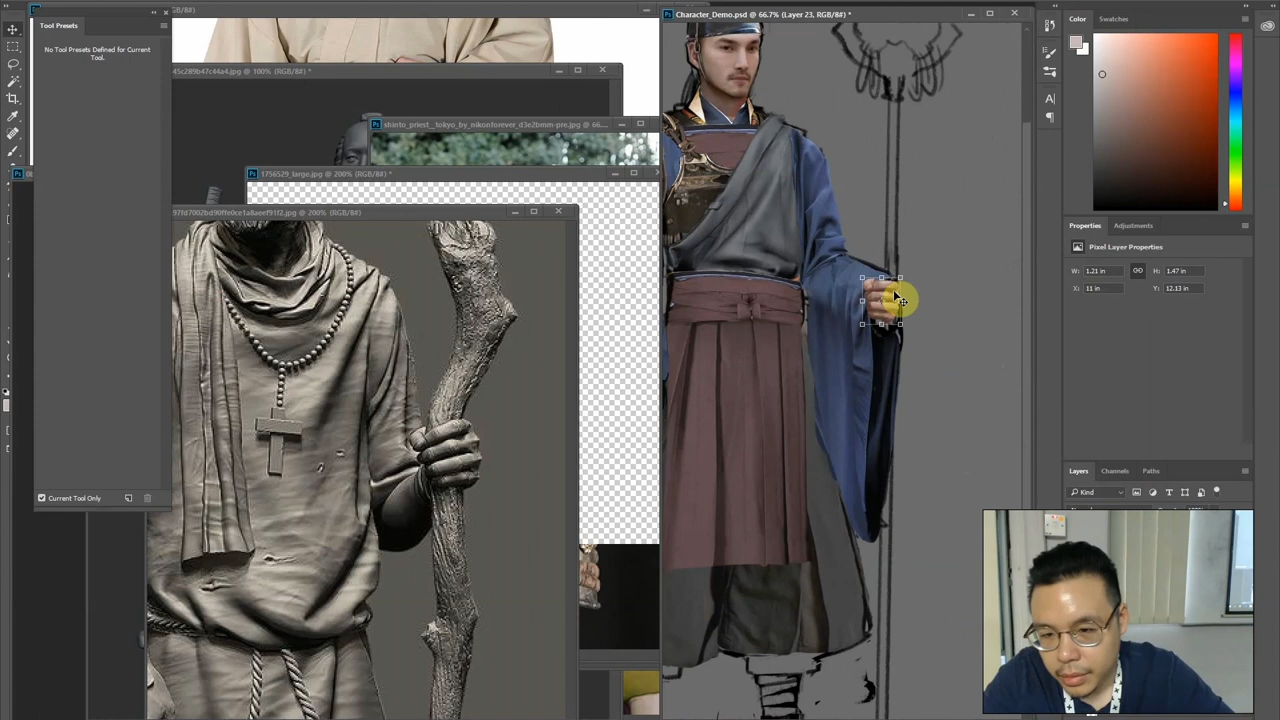 Tool Presets
No Tool Presets Defined for Current
Tool.
Current Tool Only
/RGB/8#)
45c289b47c44a4.jpg @ 100% (RGB/8#) *
shinto_priest__tokyo_by_nikonforever_d3e2bmm-pre.jpg @ 66....
1756529_large.jpg @ 200% (RGB/8#) *
97fd7002bd90ffe0ce1a8aeef91f2.jpg @ 200% (RGB/8#)
Character_Demo.psd @ 66.7% (Layer 23, RGB/8#) *
Color
Swatches
Properties
Adjustments
Pixel Layer Properties
W: 1.21 in
H: 1.47 in
X: 11 in
Y: 12.13 in
Layers
Channels
Paths
Kind